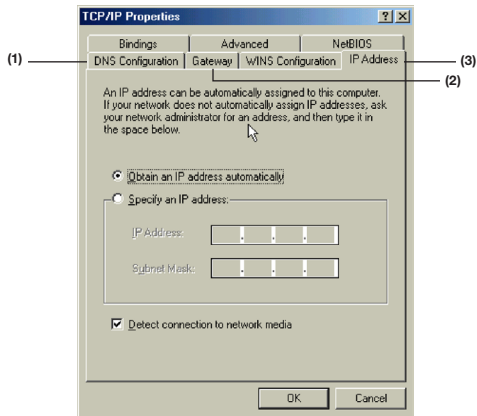 TCP/IP Properties
Bindings Advanced NetBIOS
(1) DNS Configuration Gateway WINS Configuration IP Address (3)
(2)
An IP address can be automatically assigned to this computer.
If your network does not automatically assign IP addresses, ask
your network administrator for an address, and then type it in
the space below.
Obtain an IP address automatically
Specify an IP address:
IP Address:
Subnet Mask:
Detect connection to network media
OK Cancel